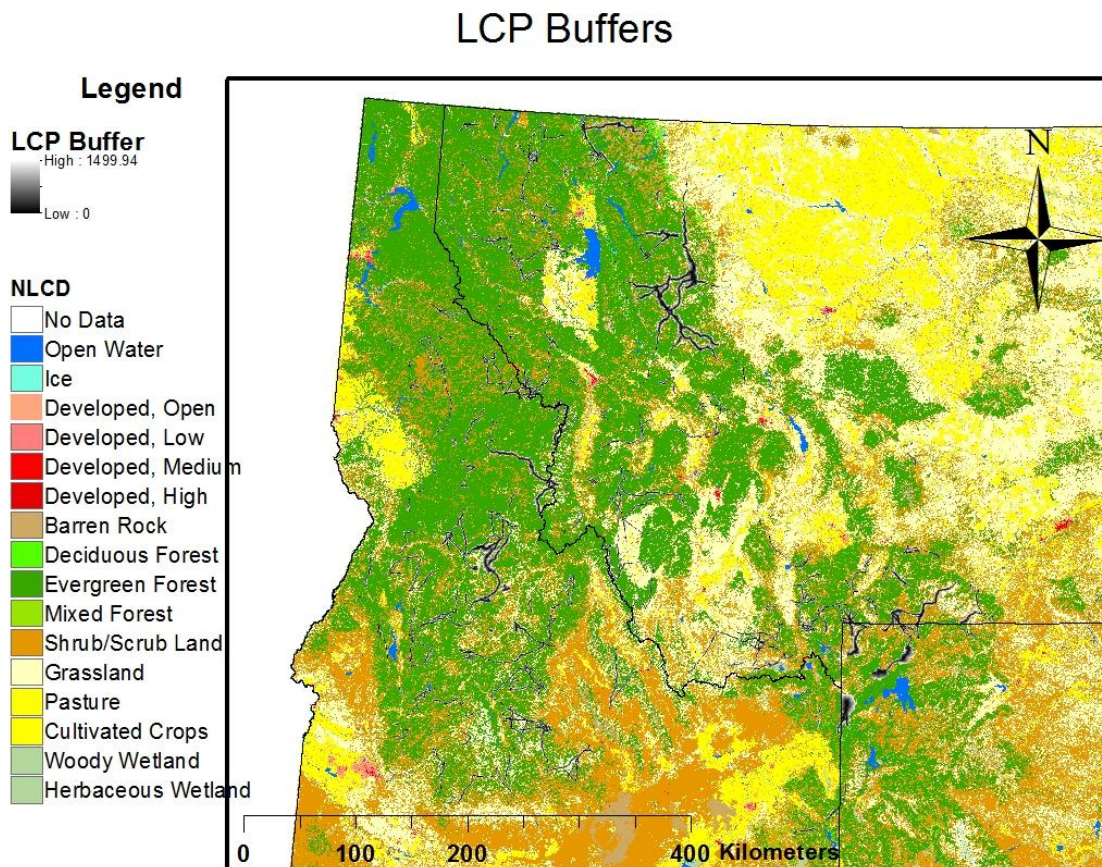 LCP Buffers
Legend
LCP Buffer
High : 1499.94
Low : 0
NLCD
No Data
Open Water
Ice
Developed, Open
Developed, Low
Developed, Medium
Developed, High
Barren Rock
Deciduous Forest
Evergreen Forest
Mixed Forest
Shrub/Scrub Land
Grassland
Pasture
Cultivated Crops
Woody Wetland
Herbaceous Wetland
N
0 100 200 400 Kilometers